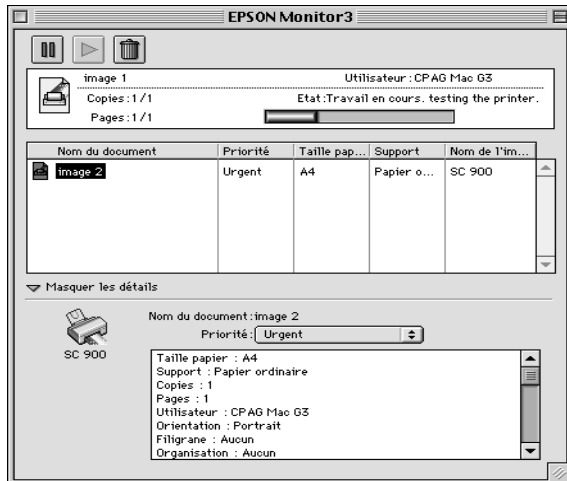 EPSON Monitor3
image 1 Utilisateur : CPAG Mac G3
Copies : 1/1 Etat : Travail en cours. testing the printer.
Pages : 1/1
Nom du document Priorité Taille pap... Support Nom de l'im...
image 2 Urgent A4 Papier o... SC 900
Masquer les détails
Nom du document : image 2
Priorité : Urgent
SC 900
Taille papier : A4
Support : Papier ordinaire
Copies : 1
Pages : 1
Utilisateur : CPAG Mac G3
Orientation : Portrait
Filigrane : Aucun
Organisation : Aucun